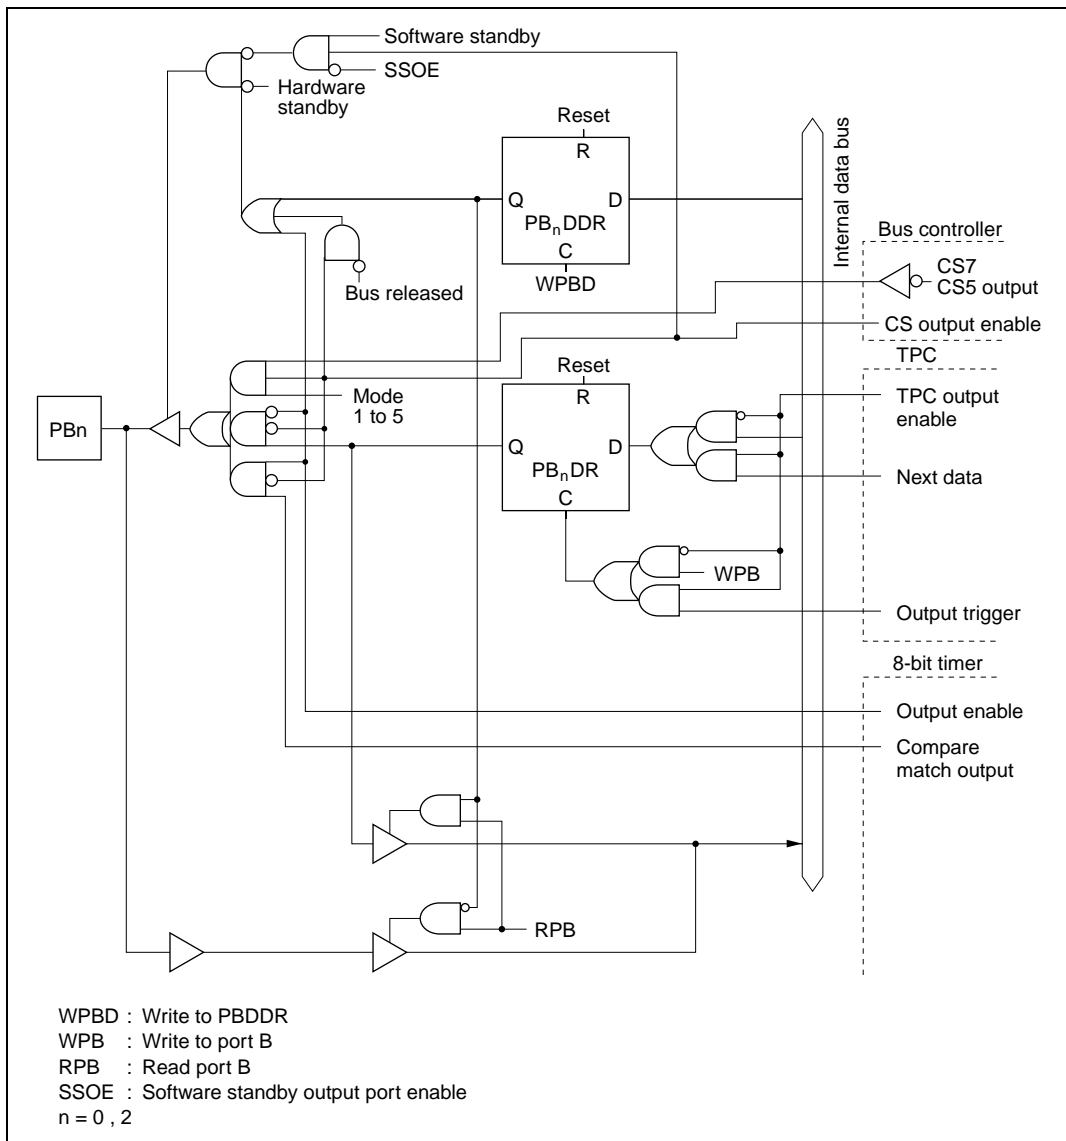 Software standby
SSOE
Hardware
standby
Reset
R
Q
D
PBnDDR
C
WPBD
Internal data bus
Bus controller
CS7
CS5 output
Bus released
CS output enable
TPC
Reset
R
Mode
1 to 5
TPC output
enable
PBn
Q
D
PBnDR
C
Next data
WPB
Output trigger
8-bit timer
Output enable
Compare
match output
RPB
WPBD : Write to PBDDR
WPB : Write to port B
RPB : Read port B
SSOE : Software standby output port enable
n = 0 , 2